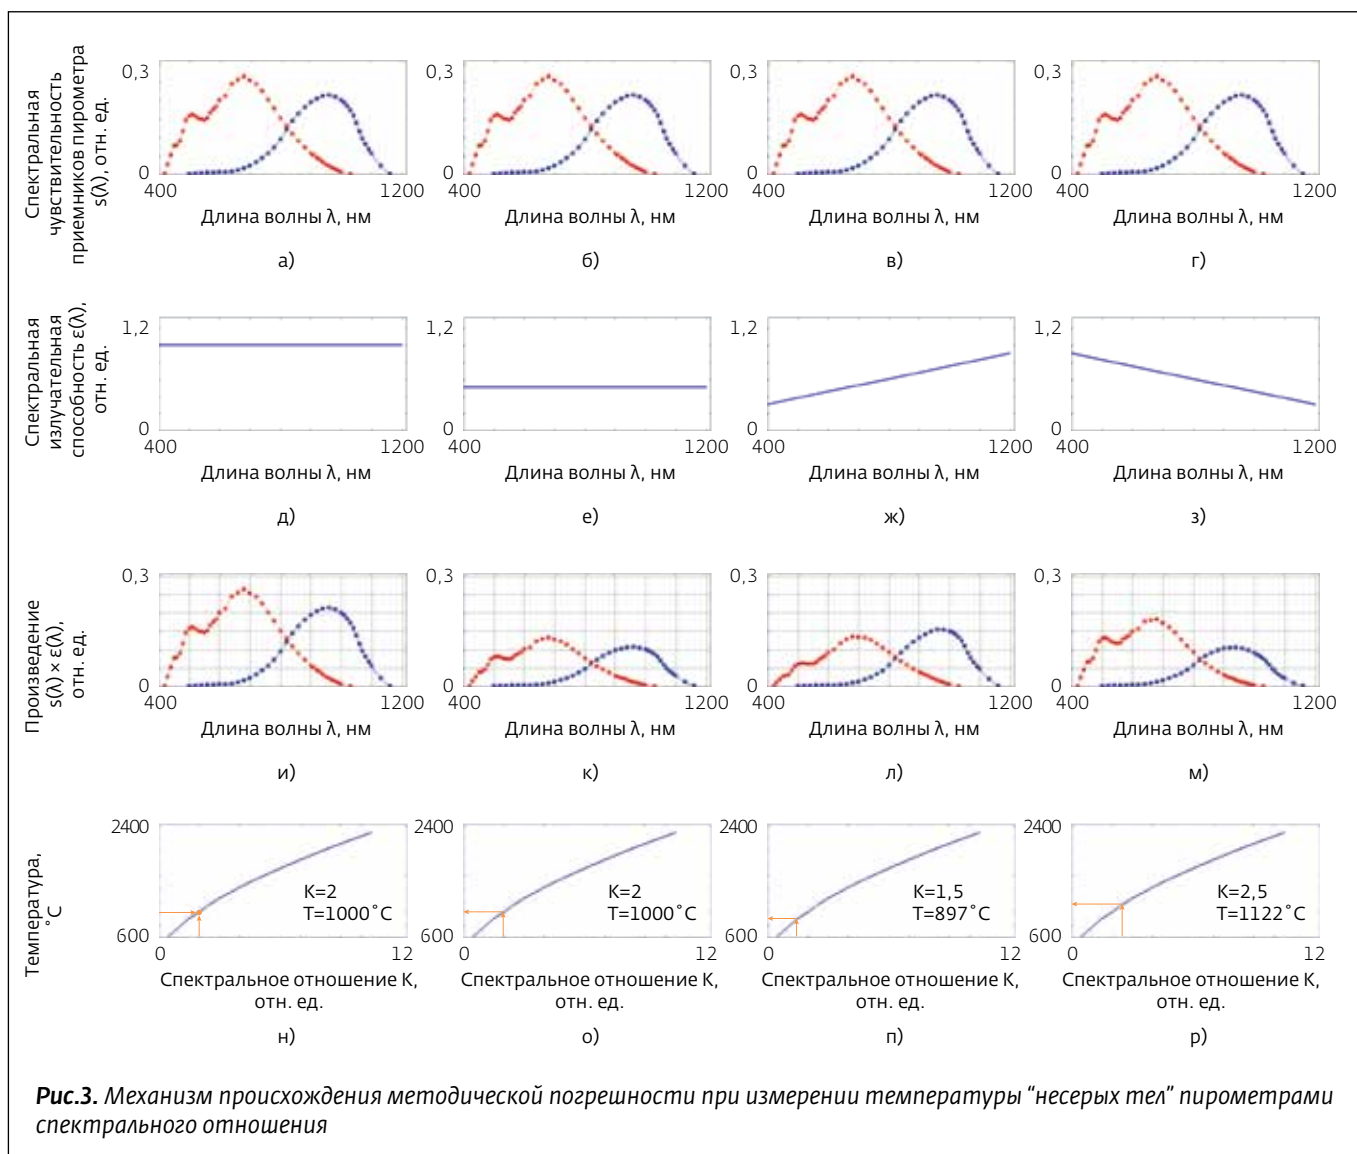 Спектральная
чувствительность
приемников пирометра
s(λ), отн. ед.
0,3
0
400
1200
Длина волны λ, нм
а)
0,3
0
400
1200
Длина волны λ, нм
б)
0,3
0
400
1200
Длина волны λ, нм
в)
0,3
0
400
1200
Длина волны λ, нм
г)
Спектральная
излучательная
способность ε(λ),
отн. ед.
1,2
0
400
1200
Длина волны λ, нм
д)
1,2
0
400
1200
Длина волны λ, нм
е)
1,2
0
400
1200
Длина волны λ, нм
ж)
1,2
0
400
1200
Длина волны λ, нм
з)
Произведение
s(λ) × ε(λ),
отн. ед.
0,3
0
400
1200
Длина волны λ, нм
и)
0,3
0
400
1200
Длина волны λ, нм
к)
0,3
0
400
1200
Длина волны λ, нм
л)
0,3
0
400
1200
Длина волны λ, нм
м)
Температура,
˚C
2400
600
K=2
T=1000˚C
0
12
Спектральное отношение K,
отн. ед.
н)
2400
600
K=2
T=1000˚C
0
12
Спектральное отношение K,
отн. ед.
о)
2400
600
K=1,5
T=897˚C
0
12
Спектральное отношение K,
отн. ед.
п)
2400
600
K=2,5
T=1122˚C
0
12
Спектральное отношение K,
отн. ед.
р)
Рис.3. Механизм происхождения методической погрешности при измерении температуры “несерых тел” пирометрами
спектрального отношения